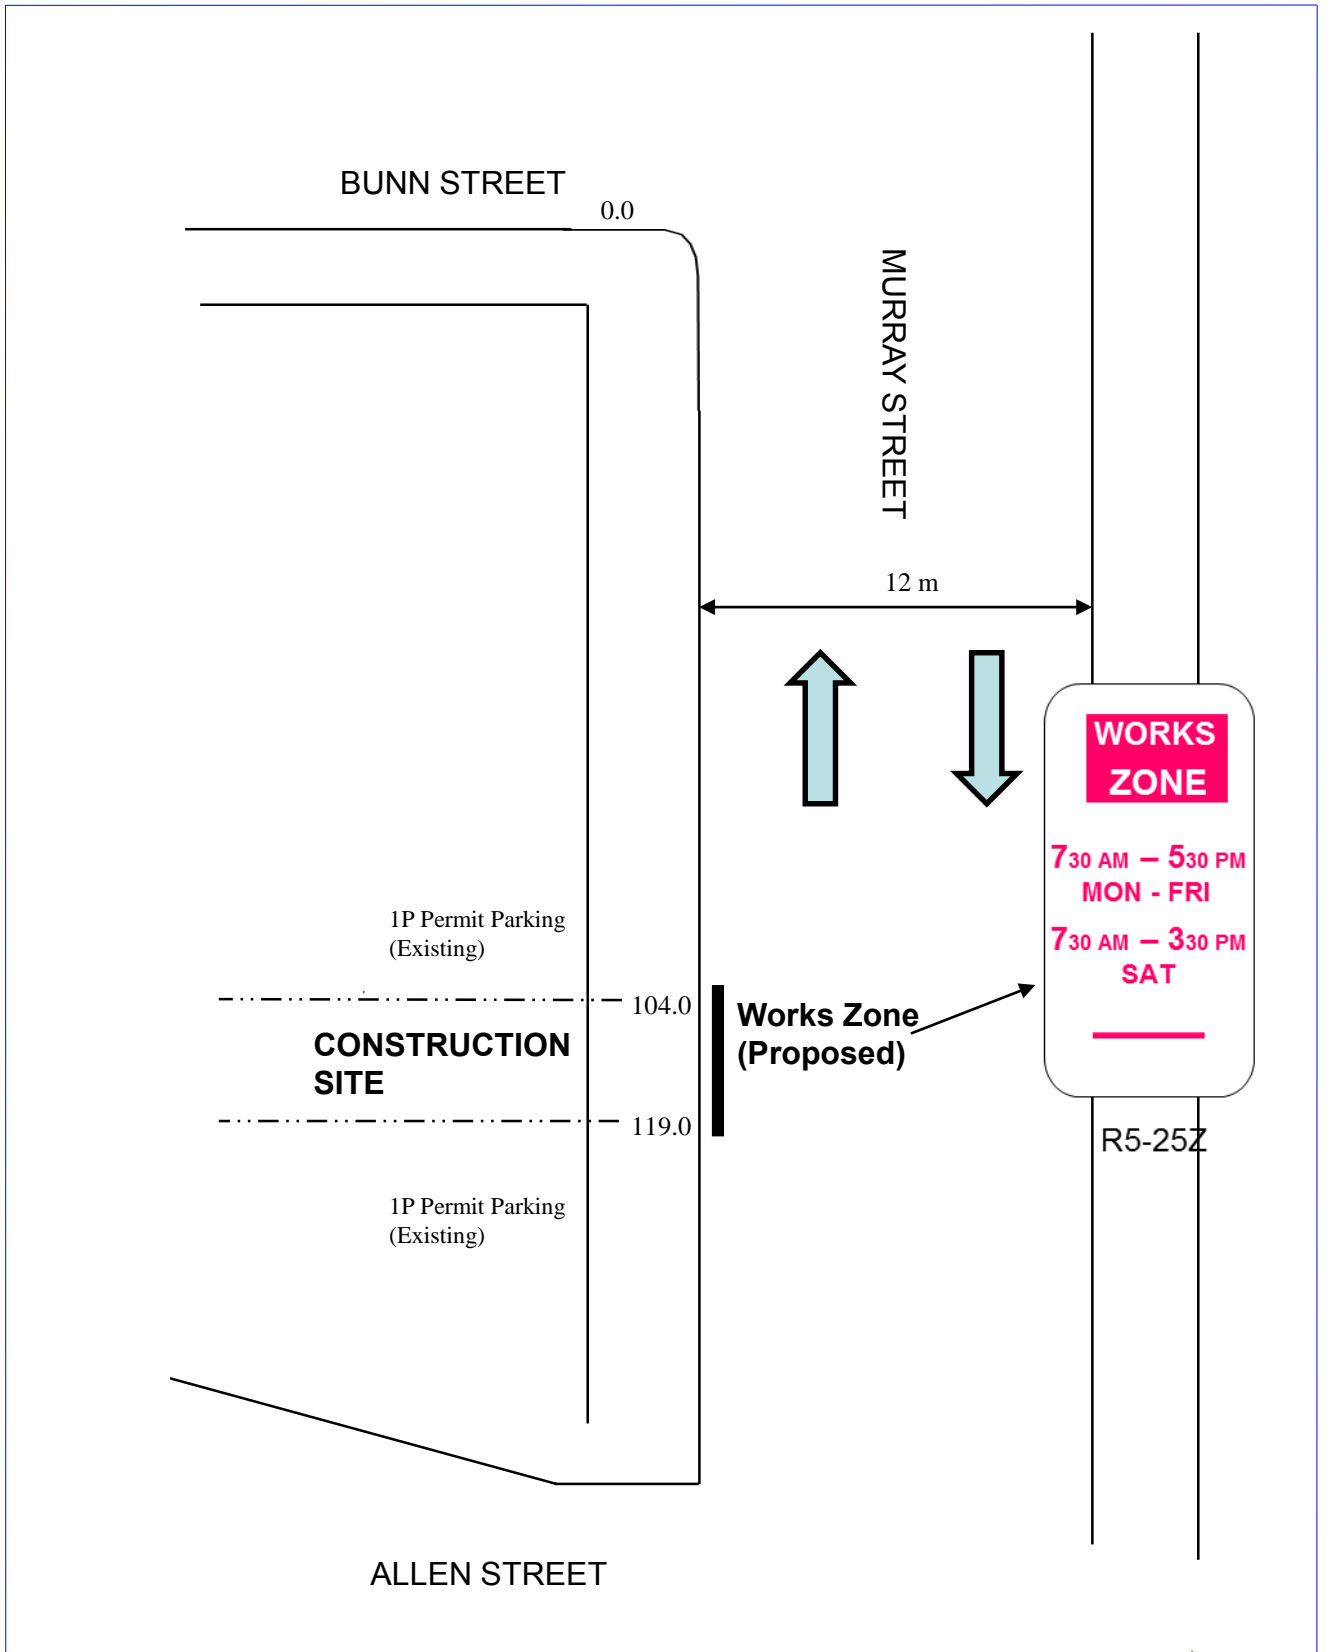 BUNN STREET
0.0
MURRAY STREET
12 m
WORKS
ZONE
730 AM – 530 PM
MON - FRI
730 AM – 330 PM
SAT
1P Permit Parking
(Existing)
104.0
Works Zone
(Proposed)
CONSTRUCTION
SITE
119.0
R5-25Z
1P Permit Parking
(Existing)
ALLEN STREET